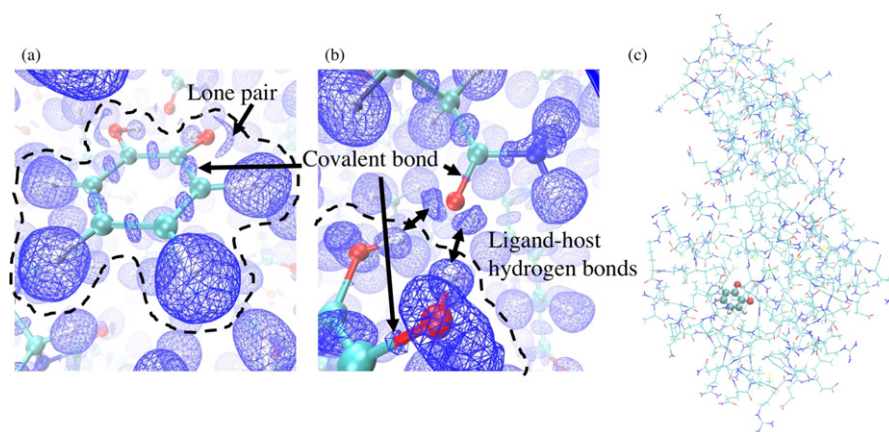 (a)
(b)
(c)
Lone pair
Covalent bond
Ligand-host
hydrogen bonds